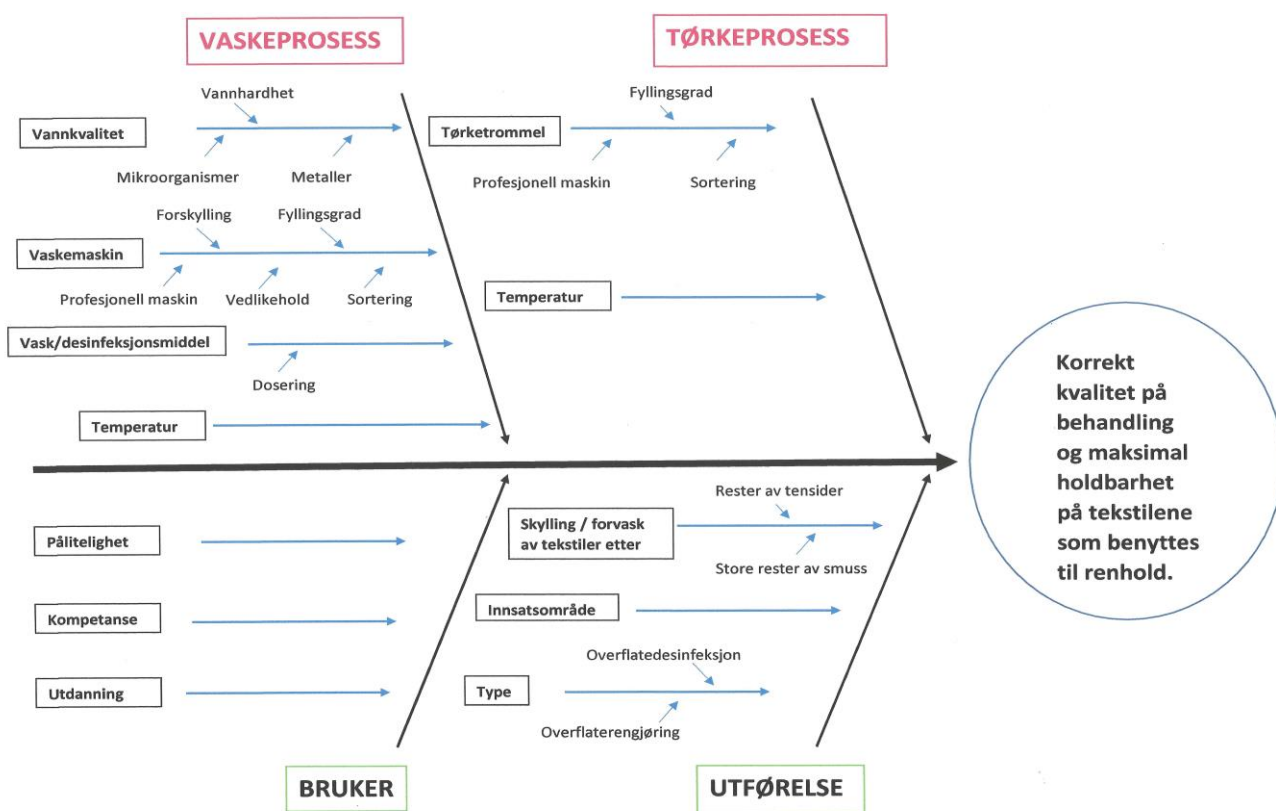 VASKEPROSESS
TØRKEPROSESS
Vannhardhet
Vannkvalitet
Mikroorganismer
Metaller
Fyllingsgrad
Tørketrommel
Profesjonell maskin
Sortering
Forskylling
Fyllingsgrad
Vaskemaskin
Profesjonell maskin
Vedlikehold
Sortering
Temperatur
Vask/desinfeksjonsmiddel
Dosering
Temperatur
Korrekt
kvalitet på
behandling
og maksimal
holdbarhet
på tekstilene
som benyttes
til renhold.
Pålitelighet
Kompetanse
Utdanning
Rester av tensider
Skylling / forvask
av tekstiler etter
Store rester av smuss
Innsatsområde
Overflatedesinfeksjon
Type
Overflaterengjøring
BRUKER
UTFØRELSE